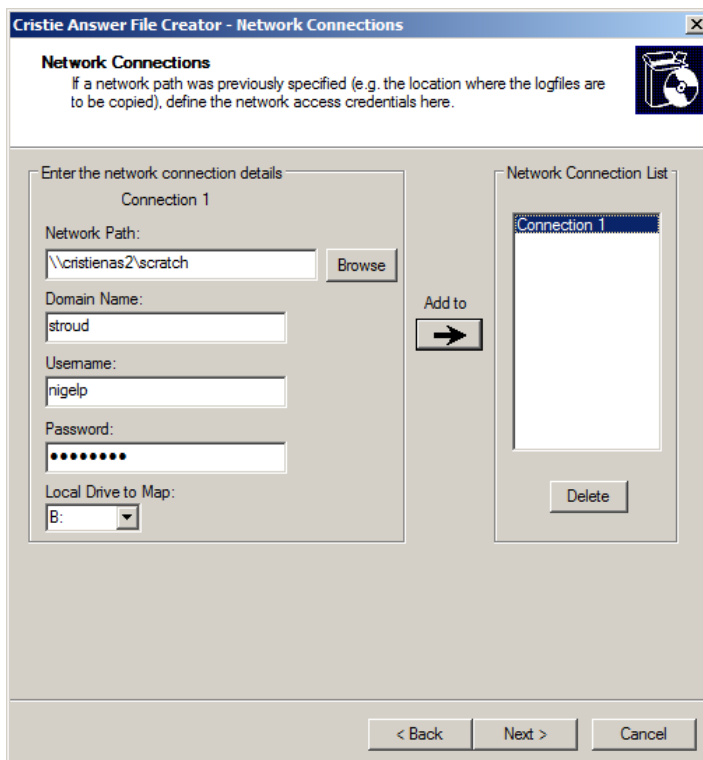 Cristie Answer File Creator - Network Connections
Network Connections
If a network path was previously specified (e.g. the location where the logfiles are
to be copied), define the network access credentials here.
Enter the network connection details
Connection 1
Network Path:
\\cristienas2\scratch
Browse
Domain Name:
stroud
Username:
nigelp
Password:
••••••••
Local Drive to Map:
B:
Add to
Network Connection List
Connection 1
Delete
< Back
Next >
Cancel